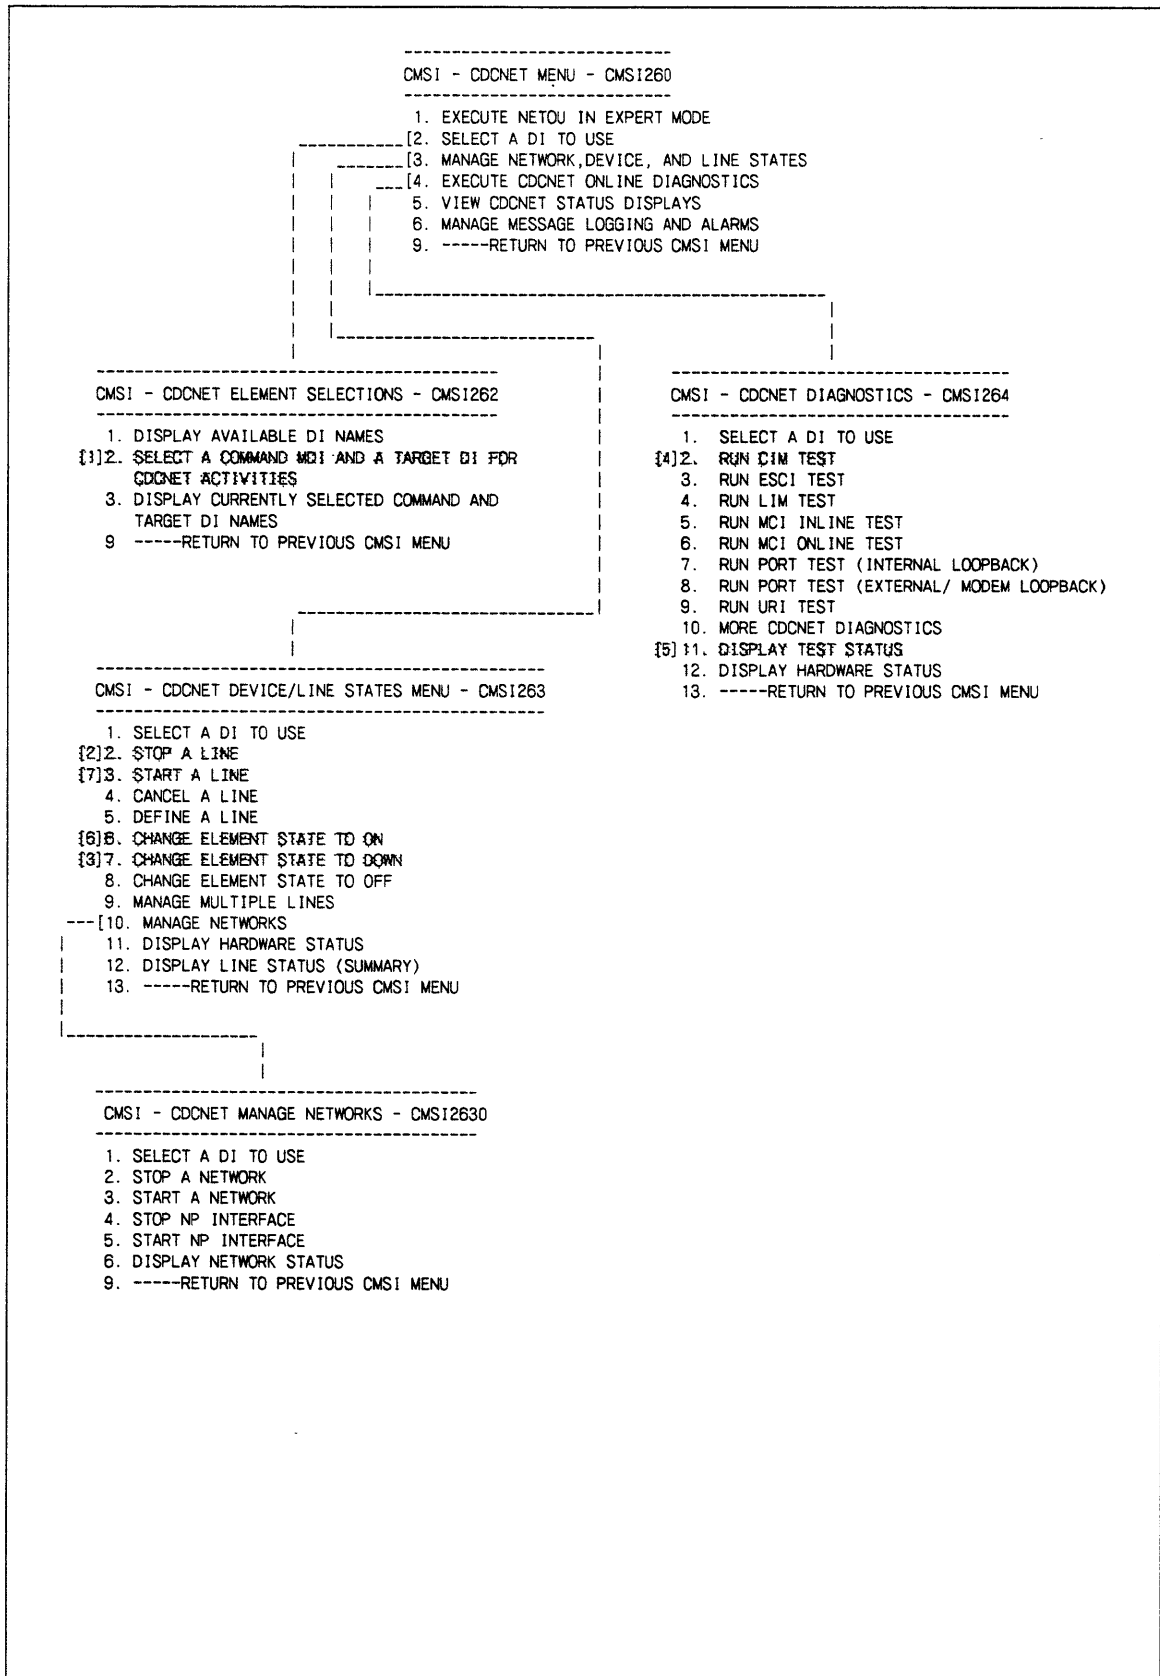 CMSI - CDCNET MENU - CMSI260
1. EXECUTE NETOU IN EXPERT MODE
[2. SELECT A DI TO USE
[3. MANAGE NETWORK,DEVICE, AND LINE STATES
[4. EXECUTE CDCNET ONLINE DIAGNOSTICS
5. VIEW CDCNET STATUS DISPLAYS
6. MANAGE MESSAGE LOGGING AND ALARMS
9. -----RETURN TO PREVIOUS CMSI MENU
CMSI - CDCNET ELEMENT SELECTIONS - CMSI262
1. DISPLAY AVAILABLE DI NAMES
[1]2. SELECT A COMMAND MDI AND A TARGET DI FOR
CDCNET ACTIVITIES
3. DISPLAY CURRENTLY SELECTED COMMAND AND
TARGET DI NAMES
9 -----RETURN TO PREVIOUS CMSI MENU
CMSI - CDCNET DIAGNOSTICS - CMSI264
1. SELECT A DI TO USE
[4]2. RUN CIM TEST
3. RUN ESCI TEST
4. RUN LIM TEST
5. RUN MCI INLINE TEST
6. RUN MCI ONLINE TEST
7. RUN PORT TEST (INTERNAL LOOPBACK)
8. RUN PORT TEST (EXTERNAL/ MODEM LOOPBACK)
9. RUN URI TEST
10. MORE CDCNET DIAGNOSTICS
[5]11. DISPLAY TEST STATUS
12. DISPLAY HARDWARE STATUS
13. -----RETURN TO PREVIOUS CMSI MENU
CMSI - CDCNET DEVICE/LINE STATES MENU - CMSI263
1. SELECT A DI TO USE
[2]2. STOP A LINE
[7]3. START A LINE
4. CANCEL A LINE
5. DEFINE A LINE
[6]6. CHANGE ELEMENT STATE TO ON
[3]7. CHANGE ELEMENT STATE TO DOWN
8. CHANGE ELEMENT STATE TO OFF
9. MANAGE MULTIPLE LINES
---[10. MANAGE NETWORKS
11. DISPLAY HARDWARE STATUS
12. DISPLAY LINE STATUS (SUMMARY)
13. -----RETURN TO PREVIOUS CMSI MENU
CMSI - CDCNET MANAGE NETWORKS - CMSI2630
1. SELECT A DI TO USE
2. STOP A NETWORK
3. START A NETWORK
4. STOP NP INTERFACE
5. START NP INTERFACE
6. DISPLAY NETWORK STATUS
9. -----RETURN TO PREVIOUS CMSI MENU